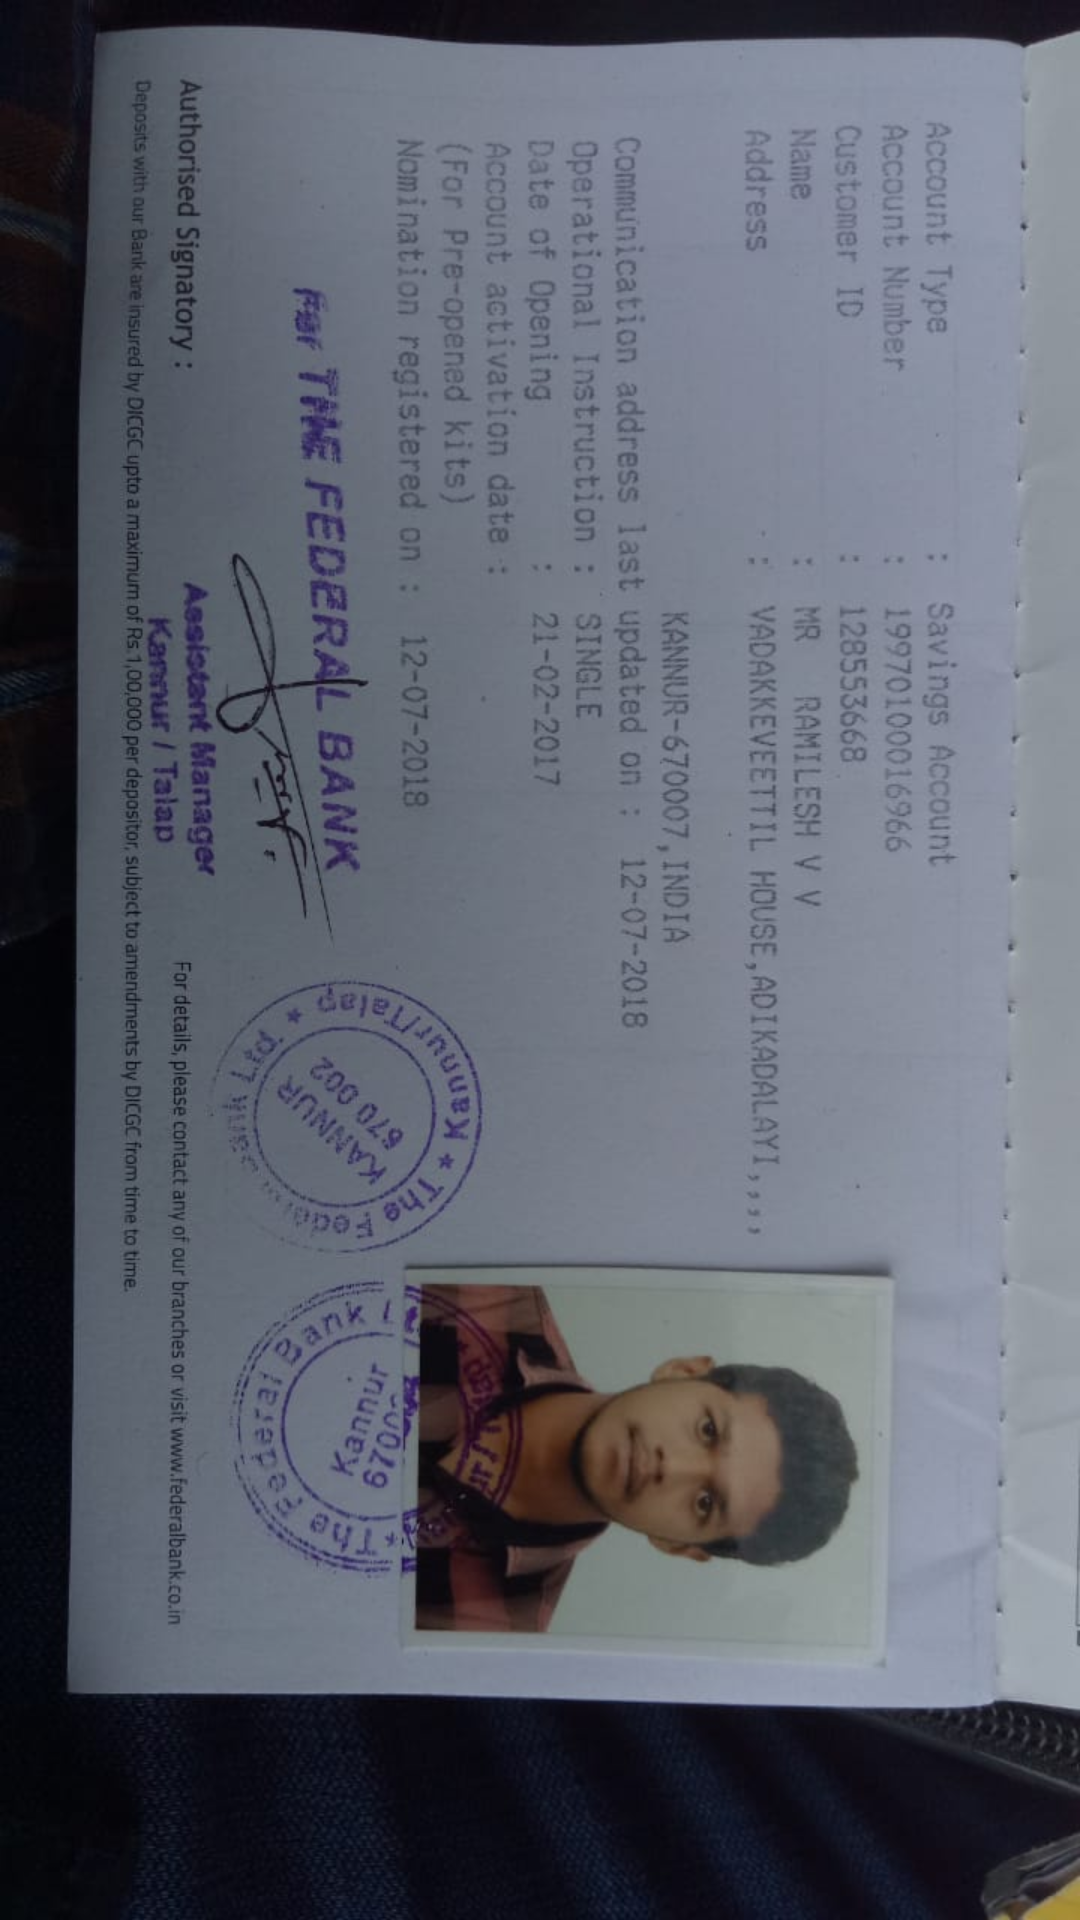 Account Type : Savings Account
Account Number : 19970100016966
Customer ID : 128553668
Name : MR RAMILESH V V
Address : VADAKKEVEETTIL HOUSE,ADIKADALAYI,,,,
KANNUR-670007,INDIA
Communication address last updated on : 12-07-2018
Operational Instruction : SINGLE
Date of Opening : 21-02-2017
Account activation date :
(For Pre-opened kits)
Nomination registered on : 12-07-2018
For THE FEDERAL BANK
Authorised Signatory :
Assistant Manager
Kannur / Talap
For details, please contact any of our branches or visit www.federalbank.co.in
Deposits with our Bank are insured by DICGC upto a maximum of Rs 1,00,000 per depositor, subject to amendments by DICGC from time to time.
Kannur/Talap * The Federal Bank Ltd. *
KANNUR
670 002
* The Federal Bank
Kannur